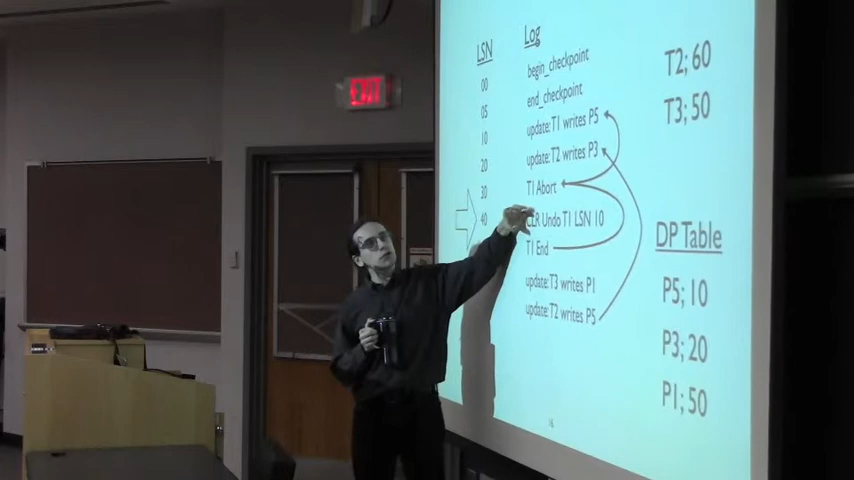 EXIT
LSN
Log
00 begin_checkpoint
05 end_checkpoint
10 update: T1 writes P5
20 update: T2 writes P3
30 T1 Abort
40 CLR Undo T1 LSN 10
T1 End
update: T3 writes P1
update: T2 writes P5
T2; 60
T3; 50
DP Table
P5; 10
P3; 20
P1; 50
16